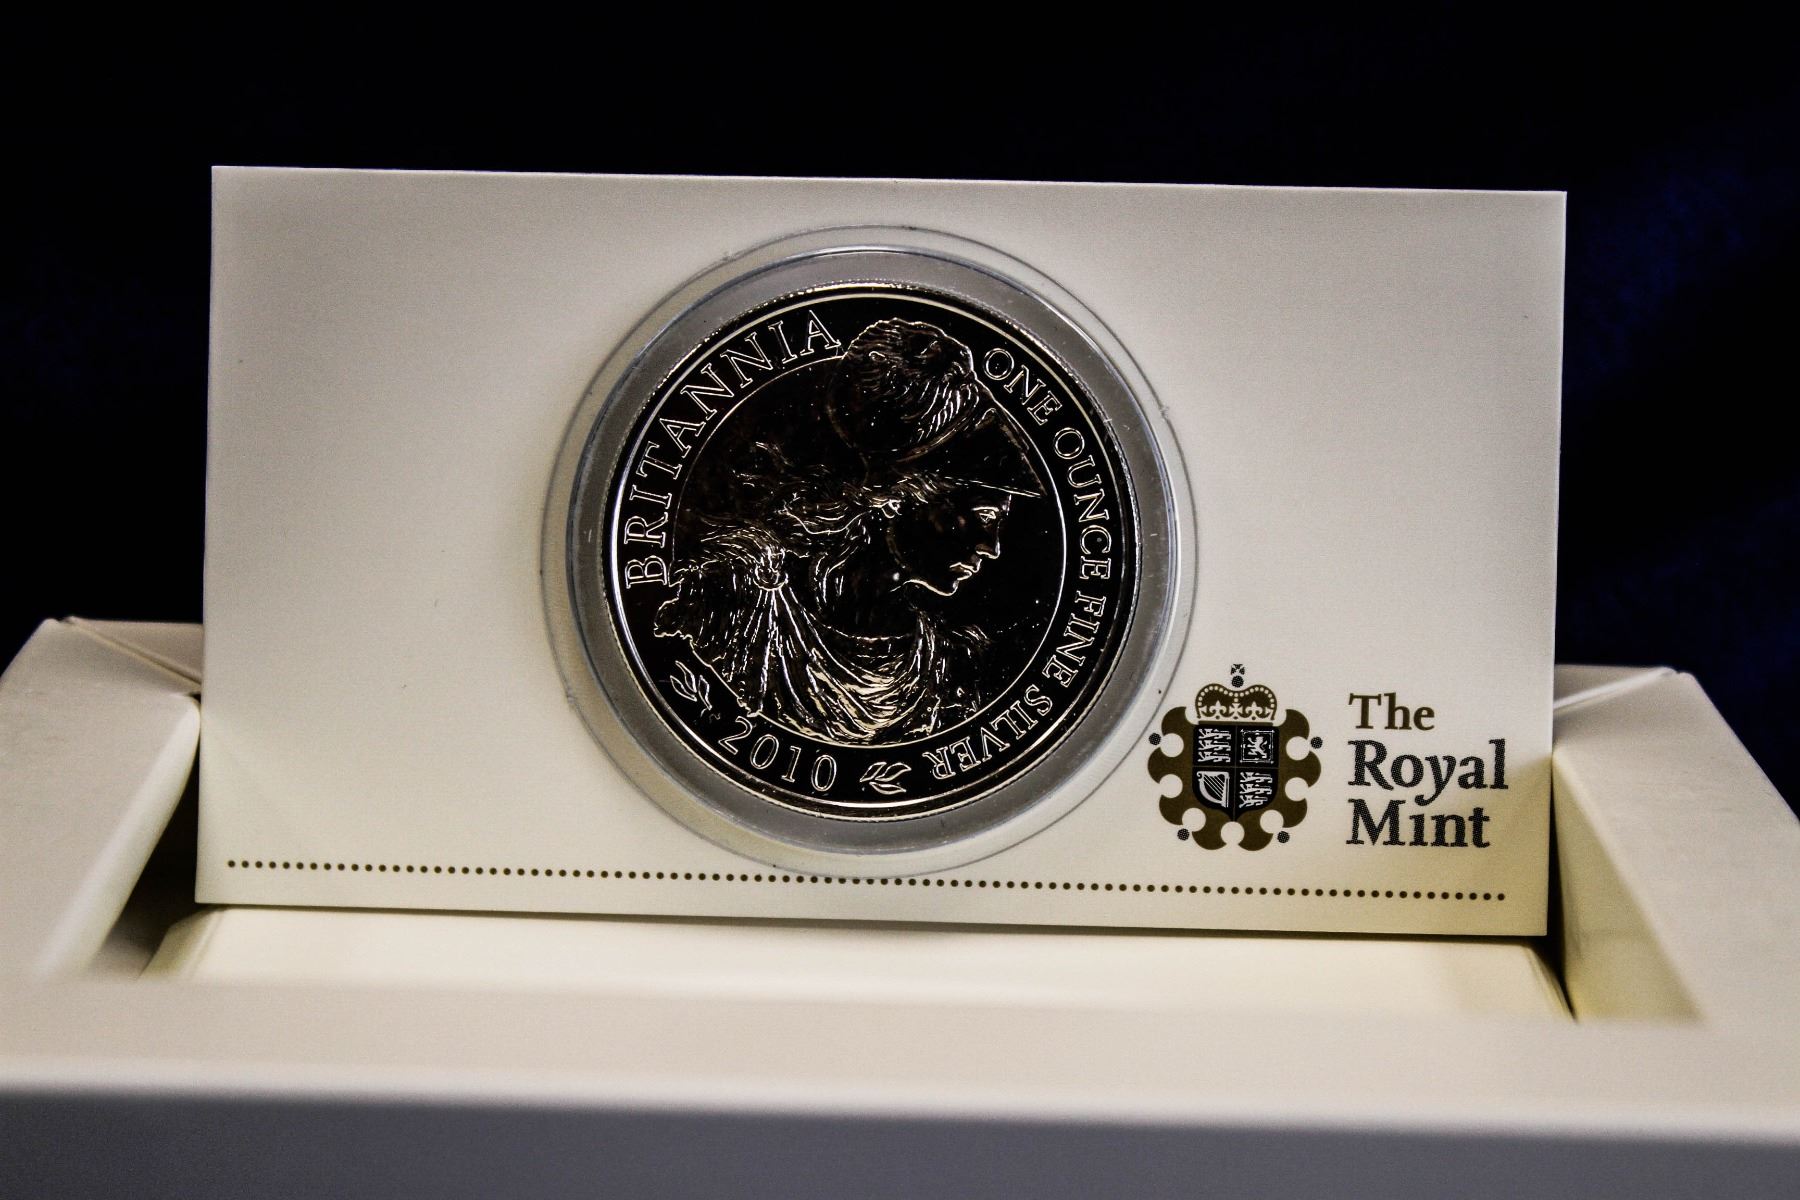 BRITANNIA
ONE OUNCE FINE SILVER
2010
The
Royal
Mint